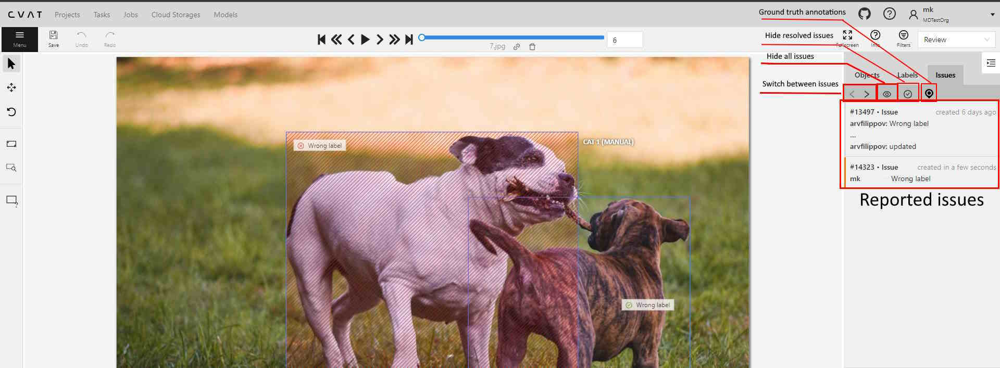 CVAT Projects Tasks Jobs Cloud Storages Models
Ground truth annotations
mk
MDTestOrg
Menu Save Undo Redo
7.jpg
6
Hide resolved issues
Fullscreen Info Filters
Review
Hide all issues
Objects Labels Issues
Switch between issues
#13497 • Issue created 6 days ago
arvfilippov: Wrong label
...
arvfilippov: updated
#14323 • Issue created in a few seconds
mk Wrong label
Reported issues
Wrong label
CAT 1 (MANUAL)
Wrong label